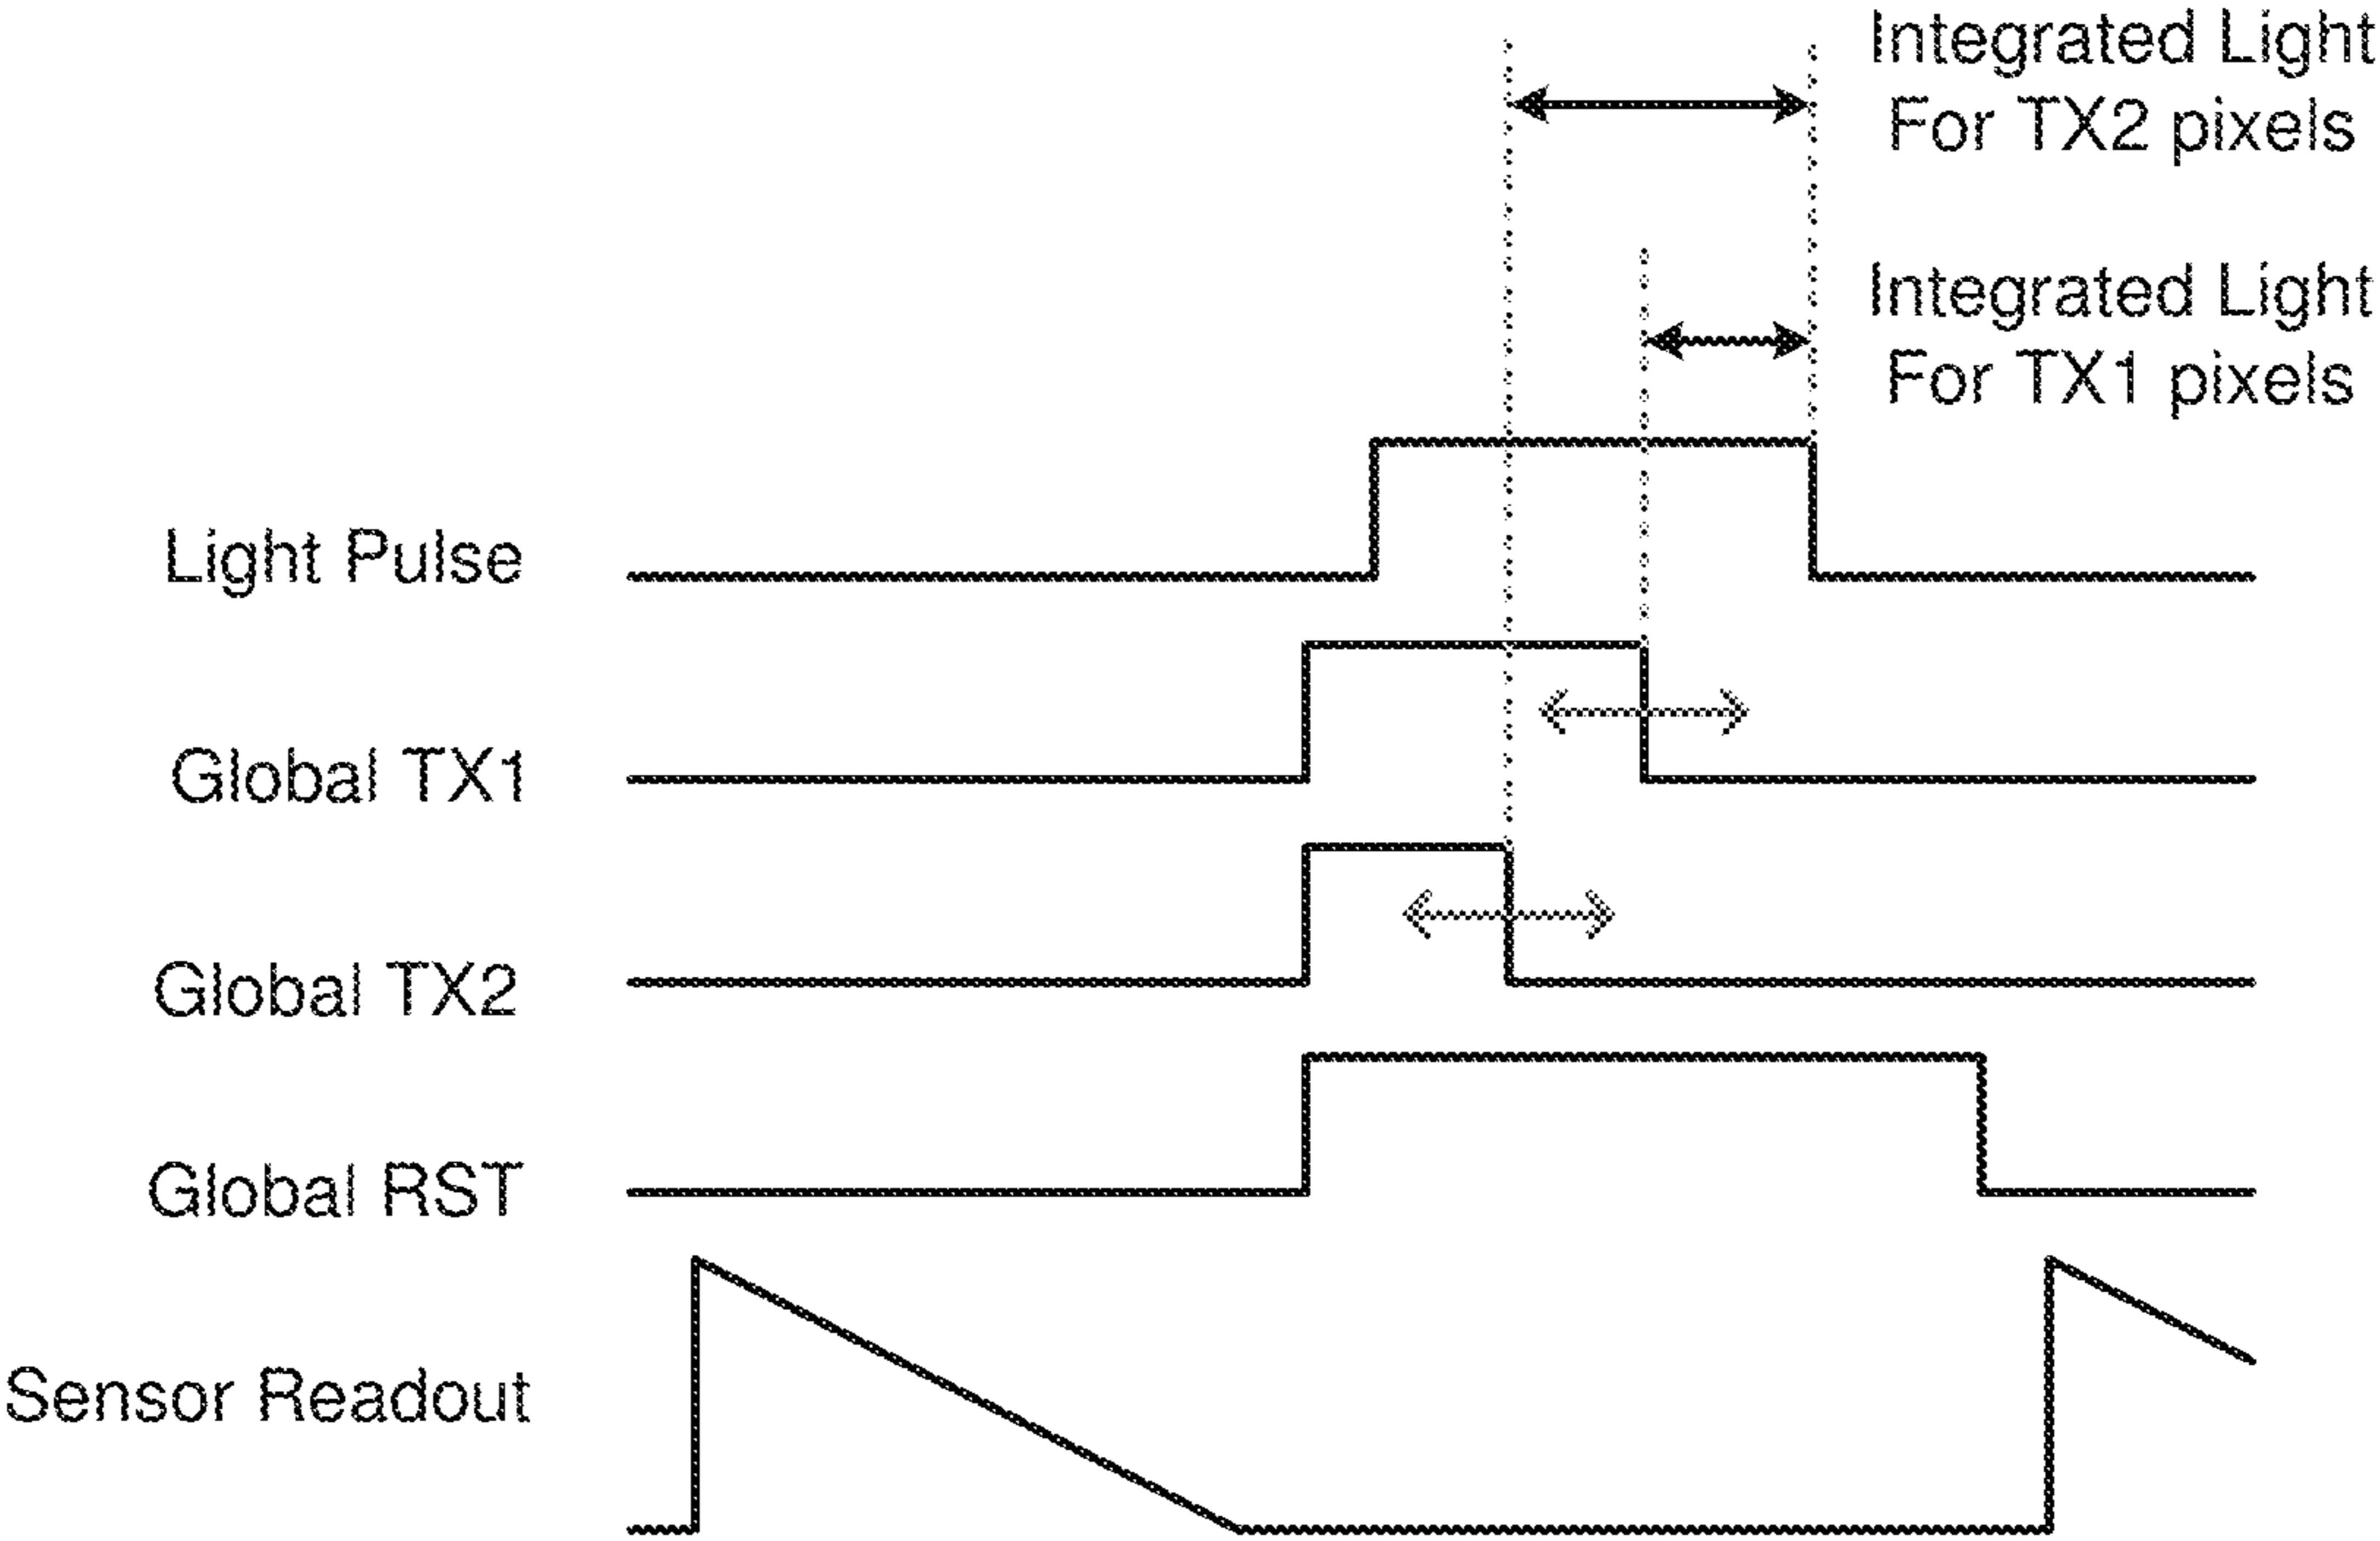 Integrated Light
For TX2 pixels
Integrated Light
For TX1 pixels
Light Pulse
Global TX1
Global TX2
Global RST
Sensor Readout